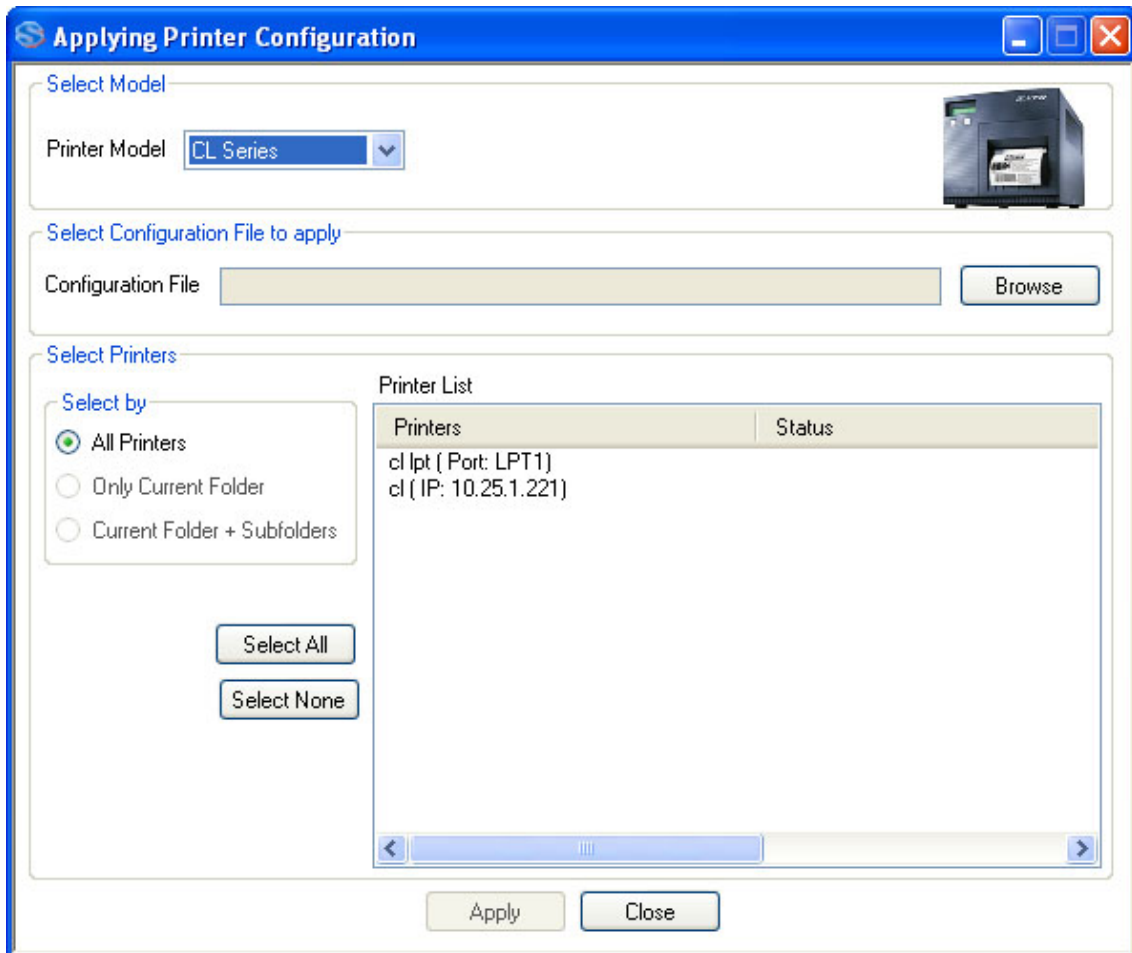 Applying Printer Configuration
Select Model
Printer Model CL Series
Select Configuration File to apply
Configuration File Browse
Select Printers
Select by
All Printers
Only Current Folder
Current Folder + Subfolders
Select All
Select None
Printer List
Printers Status
cl lpt ( Port: LPT1)
cl ( IP: 10.25.1.221)
Apply Close